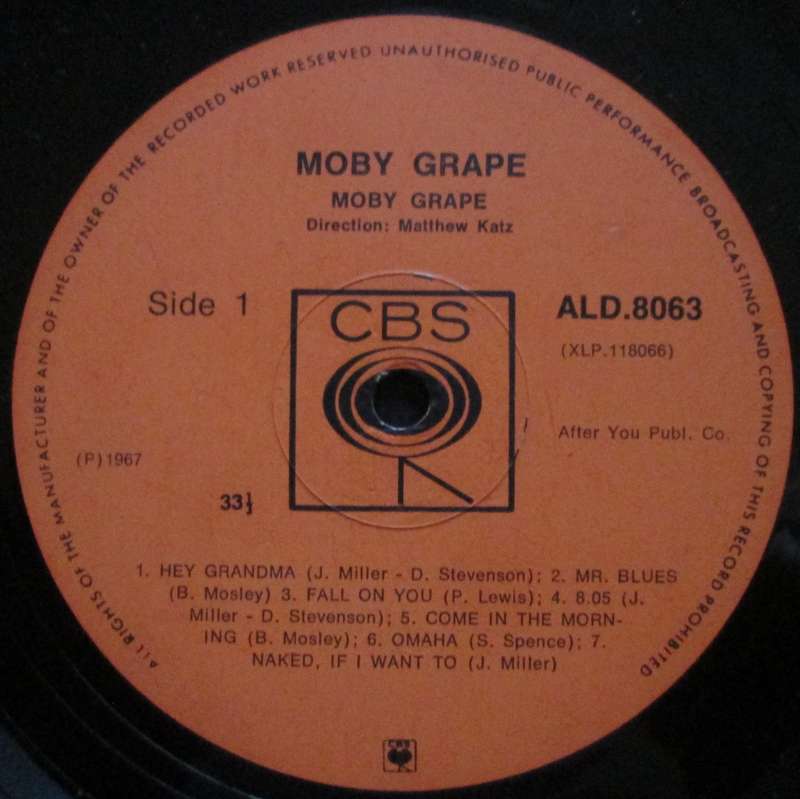 ALL RIGHTS OF THE MANUFACTURER AND OF THE OWNER OF THE RECORDED WORK RESERVED UNAUTHORISED PUBLIC PERFORMANCE BROADCASTING AND COPYING OF THIS RECORD PROHIBITED
MOBY GRAPE
MOBY GRAPE
Direction: Matthew Katz
Side 1
CBS
ALD.8063
(XLP.118066)
After You Publ. Co.
(P)1967
33⅓
1. HEY GRANDMA (J. Miller - D. Stevenson); 2. MR. BLUES
(B. Mosley) 3. FALL ON YOU (P. Lewis); 4. 8.05 (J.
Miller - D. Stevenson); 5. COME IN THE MORN-
ING (B. Mosley); 6. OMAHA (S. Spence); 7.
NAKED, IF I WANT TO (J. Miller)
CBS